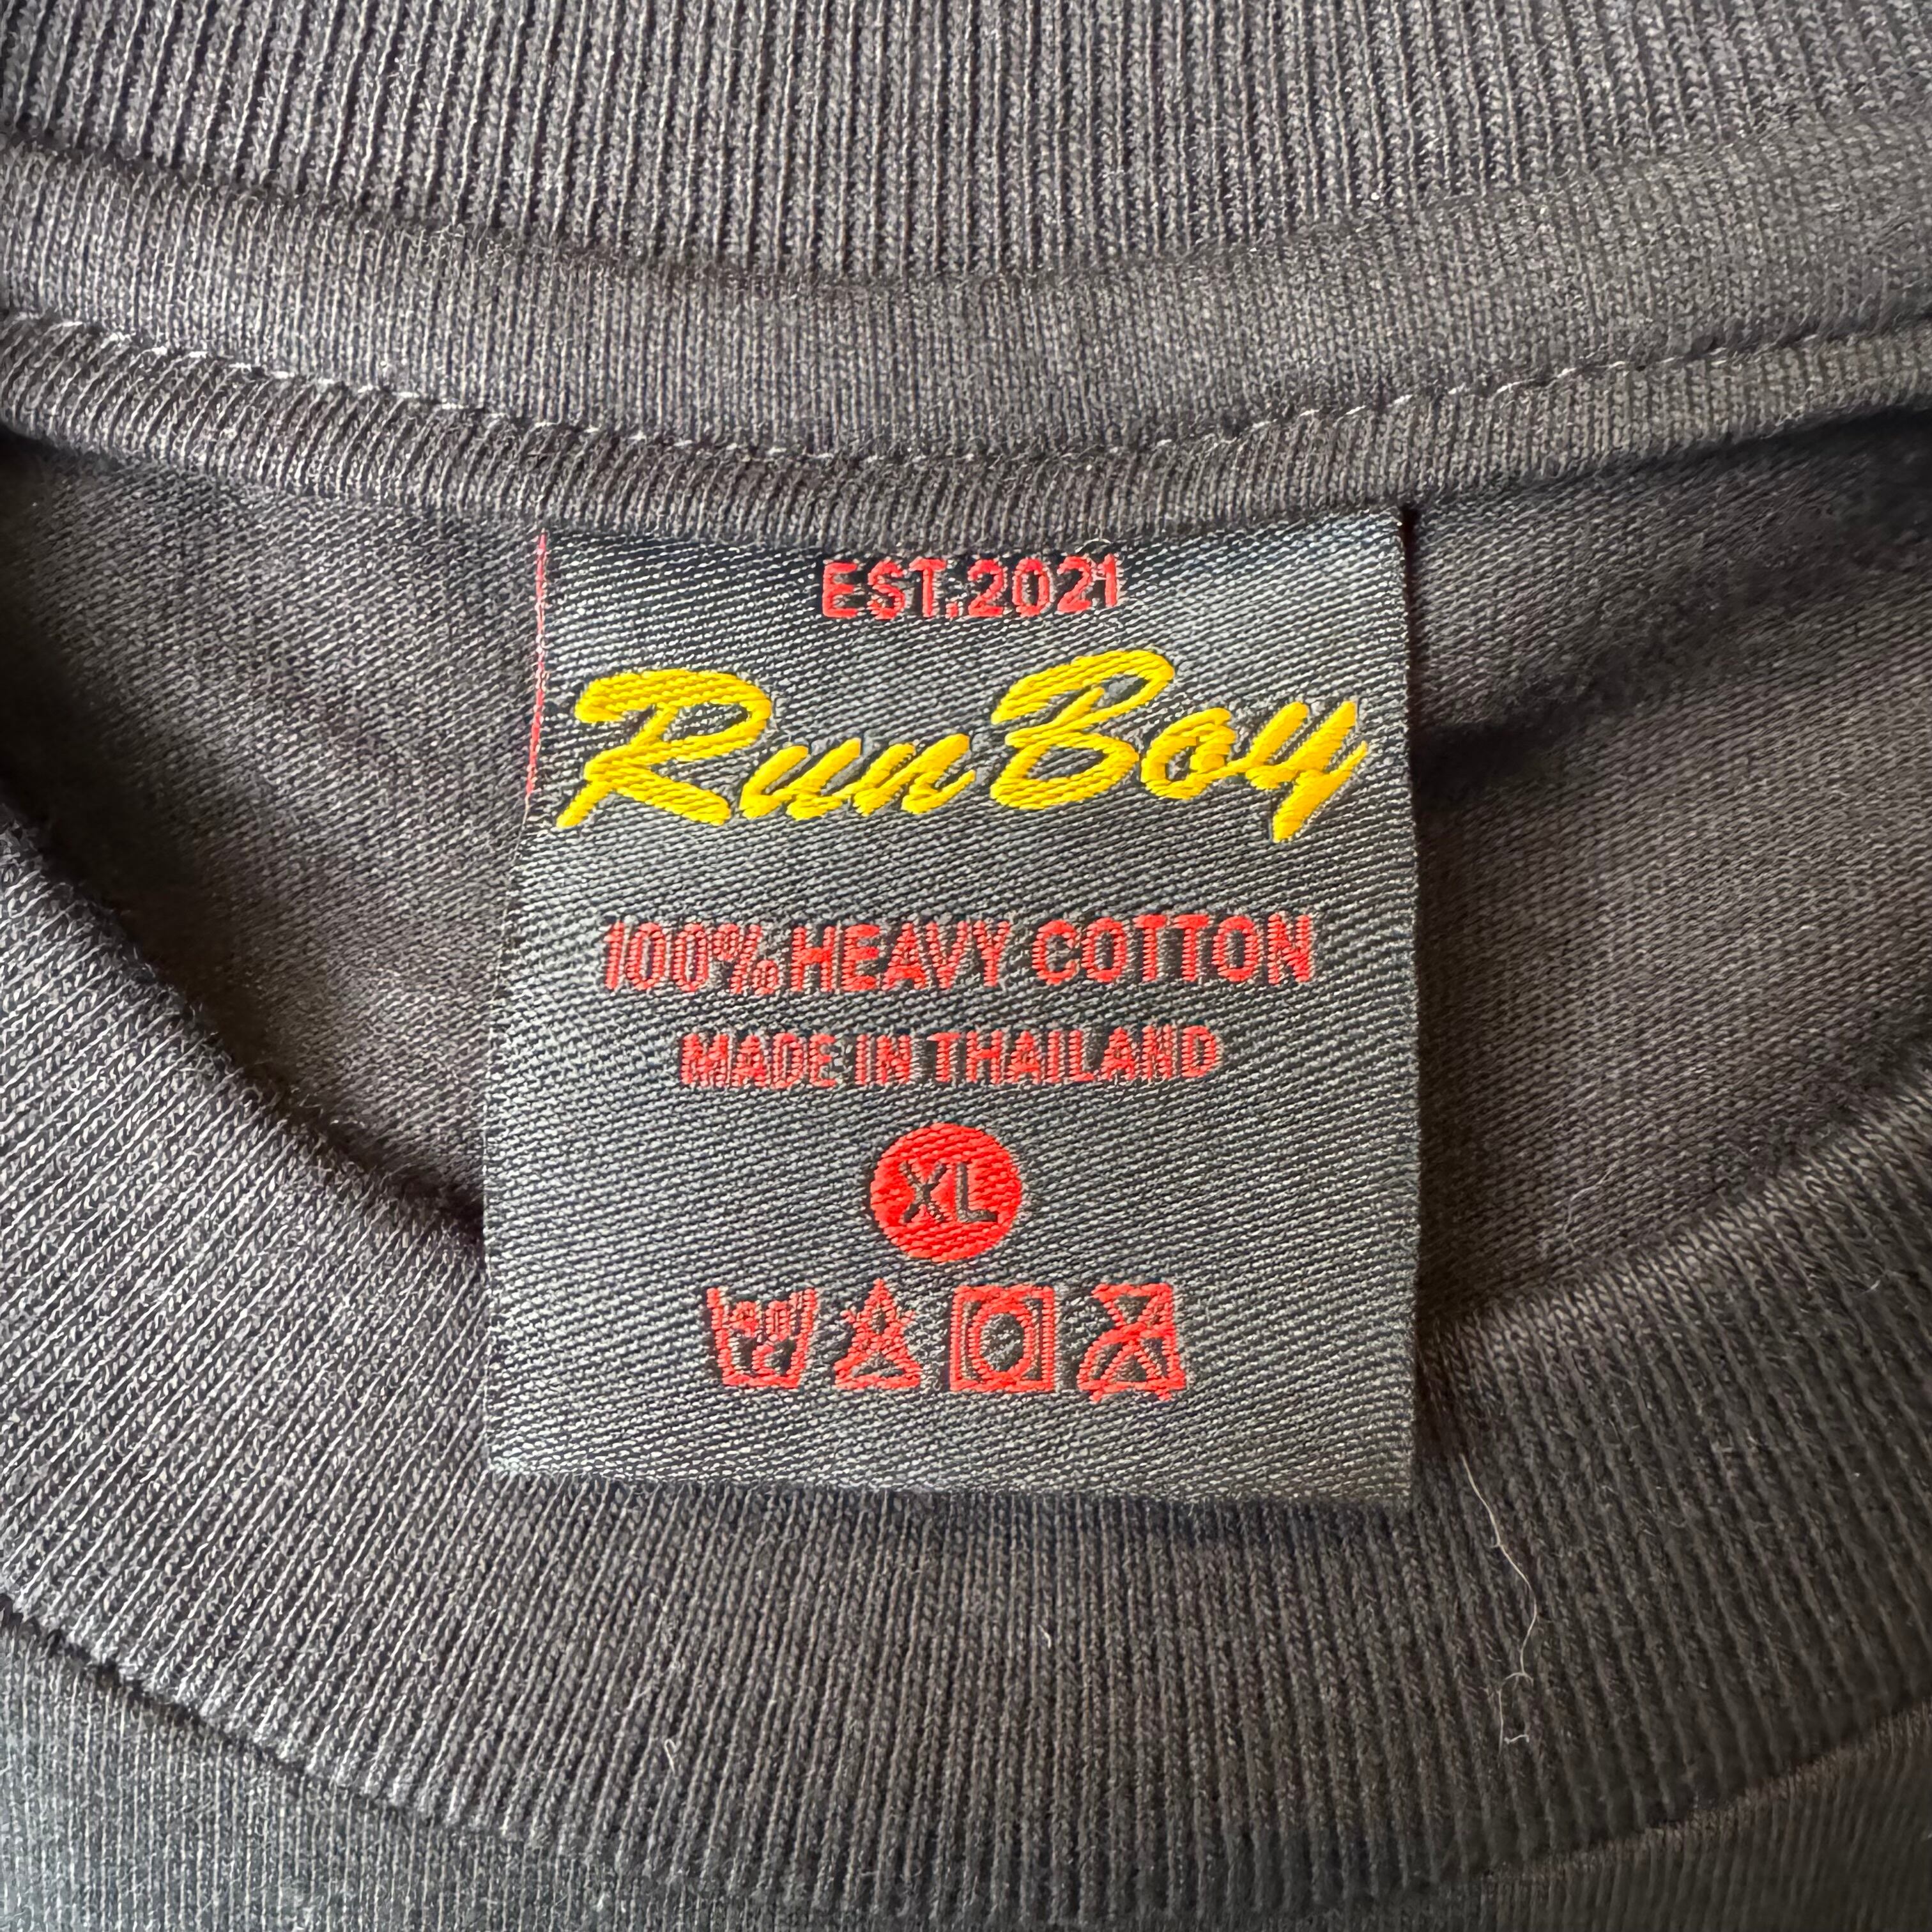 EST.2021
RunBoy
100% HEAVY COTTON
MADE IN THAILAND
XL